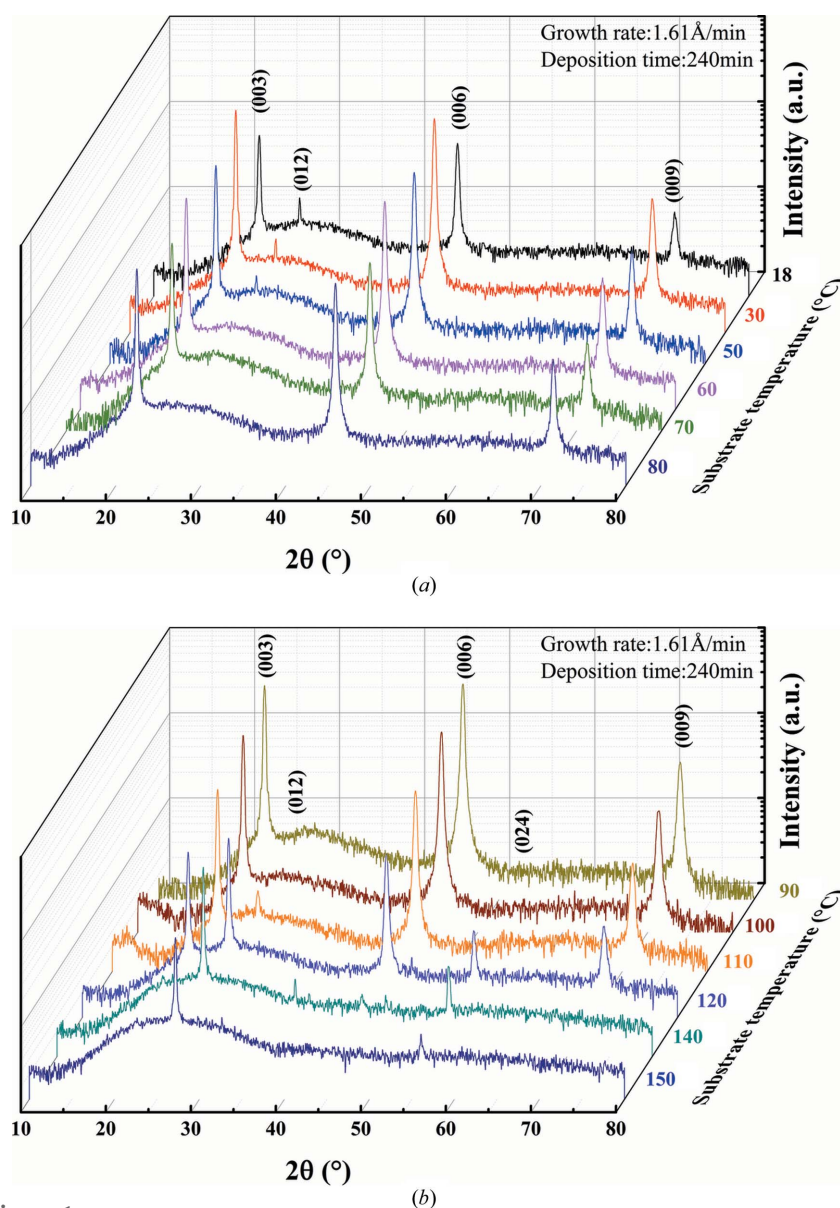 Growth rate:1.61Å/min
Deposition time:240min
(003)
(012)
(006)
(009)
Intensity (a.u.)
18
30
50
60
70
80
Substrate temperature (°C)
10 20 30 40 50 60 70 80
2θ (°)
(a)
Growth rate:1.61Å/min
Deposition time:240min
(003)
(012)
(006)
(024)
(009)
Intensity (a.u.)
90
100
110
120
140
150
Substrate temperature (°C)
10 20 30 40 50 60 70 80
2θ (°)
(b)